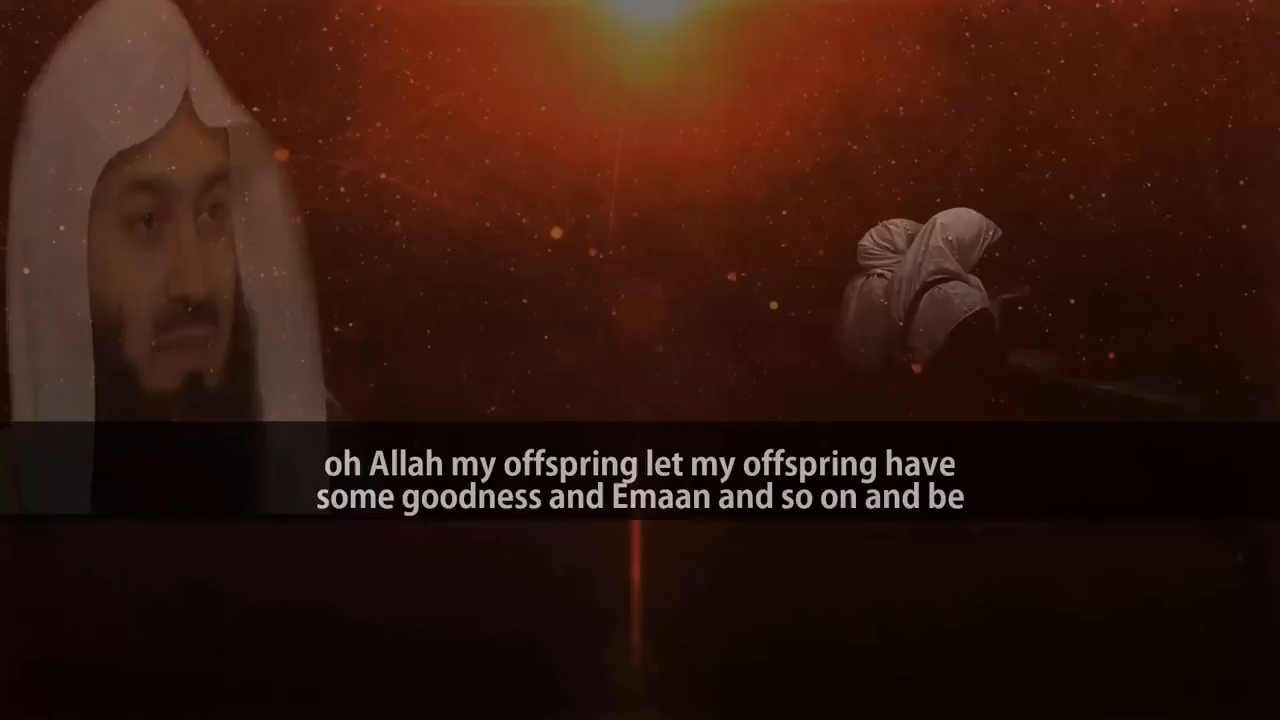 oh Allah my offspring let my offspring have
some goodness and Emaan and so on and be